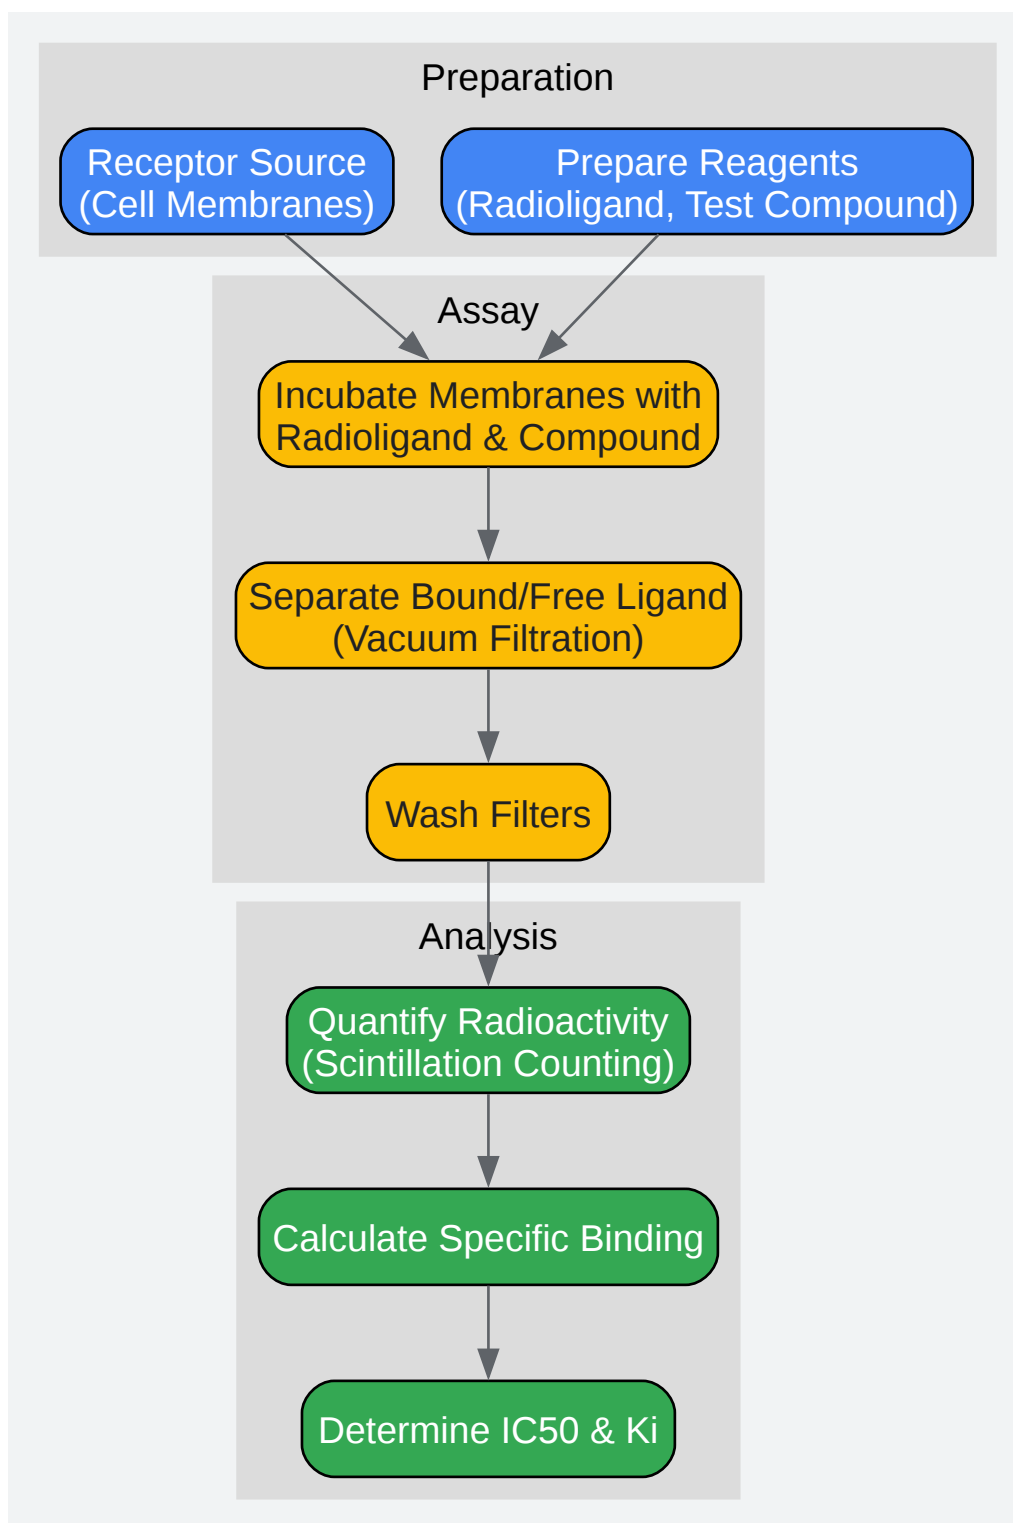 Preparation
Receptor Source
(Cell Membranes)
Prepare Reagents
(Radioligand, Test Compound)
Assay
Incubate Membranes with
Radioligand & Compound
Separate Bound/Free Ligand
(Vacuum Filtration)
Wash Filters
Analysis
Quantify Radioactivity
(Scintillation Counting)
Calculate Specific Binding
Determine IC50 & Ki